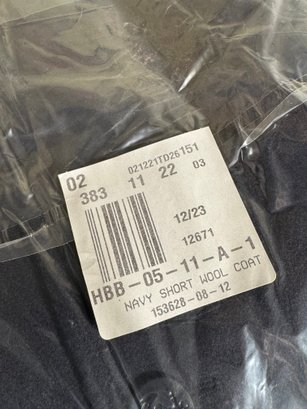 02 021221TD26151
383 11 22 03
12/23
12671
HBB-05-11-A-1
NAVY SHORT WOOL COAT
153628-08-12